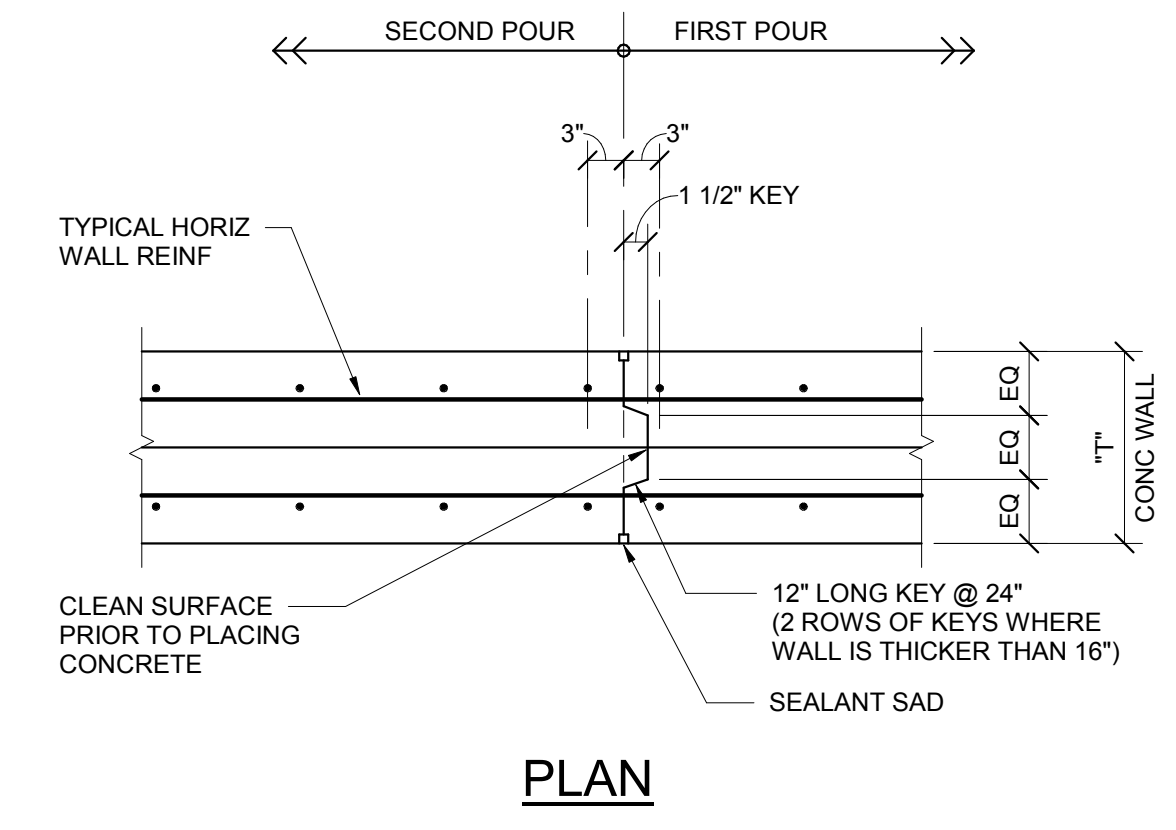 SECOND POUR
FIRST POUR
3"
3"
1 1/2" KEY
TYPICAL HORIZ
WALL REINF
EQ
EQ
EQ
"T"
CONC WALL
CLEAN SURFACE
PRIOR TO PLACING
CONCRETE
12" LONG KEY @ 24"
(2 ROWS OF KEYS WHERE
WALL IS THICKER THAN 16")
SEALANT SAD
PLAN